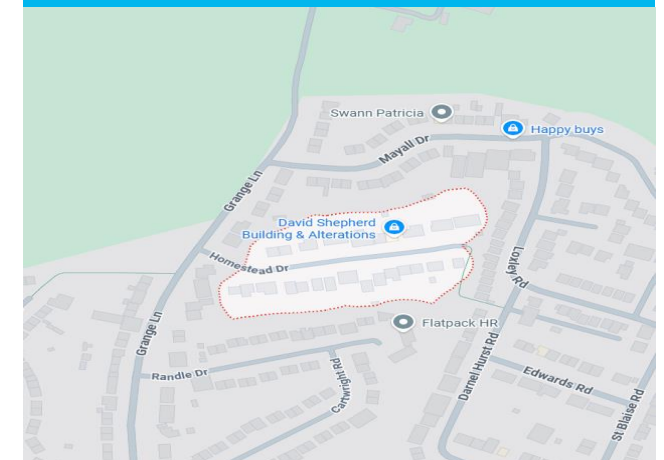 Swann Patricia
Happy buys
Mayall Dr
Grange Ln
David Shepherd
Building & Alterations
Homestead Dr
Loxley Rd
Flatpack HR
Grange Ln
Randle Dr
Cartwright Rd
Darnel Hurst Rd
Edwards Rd
St Blaise Rd